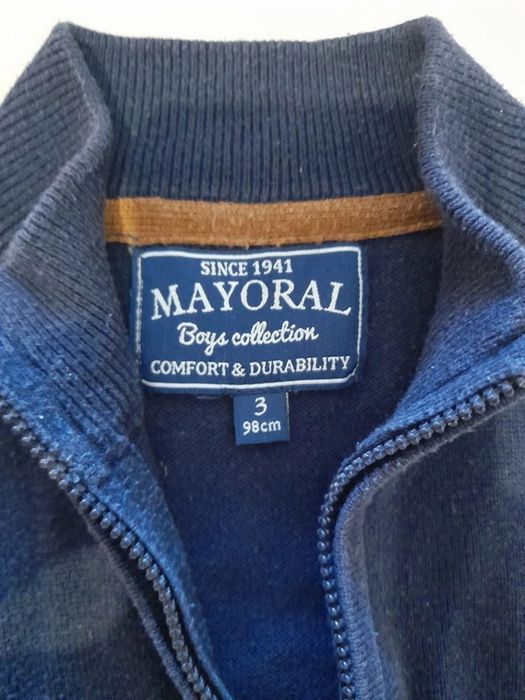 SINCE 1941
MAYORAL
Boys collection
COMFORT & DURABILITY
3
98cm